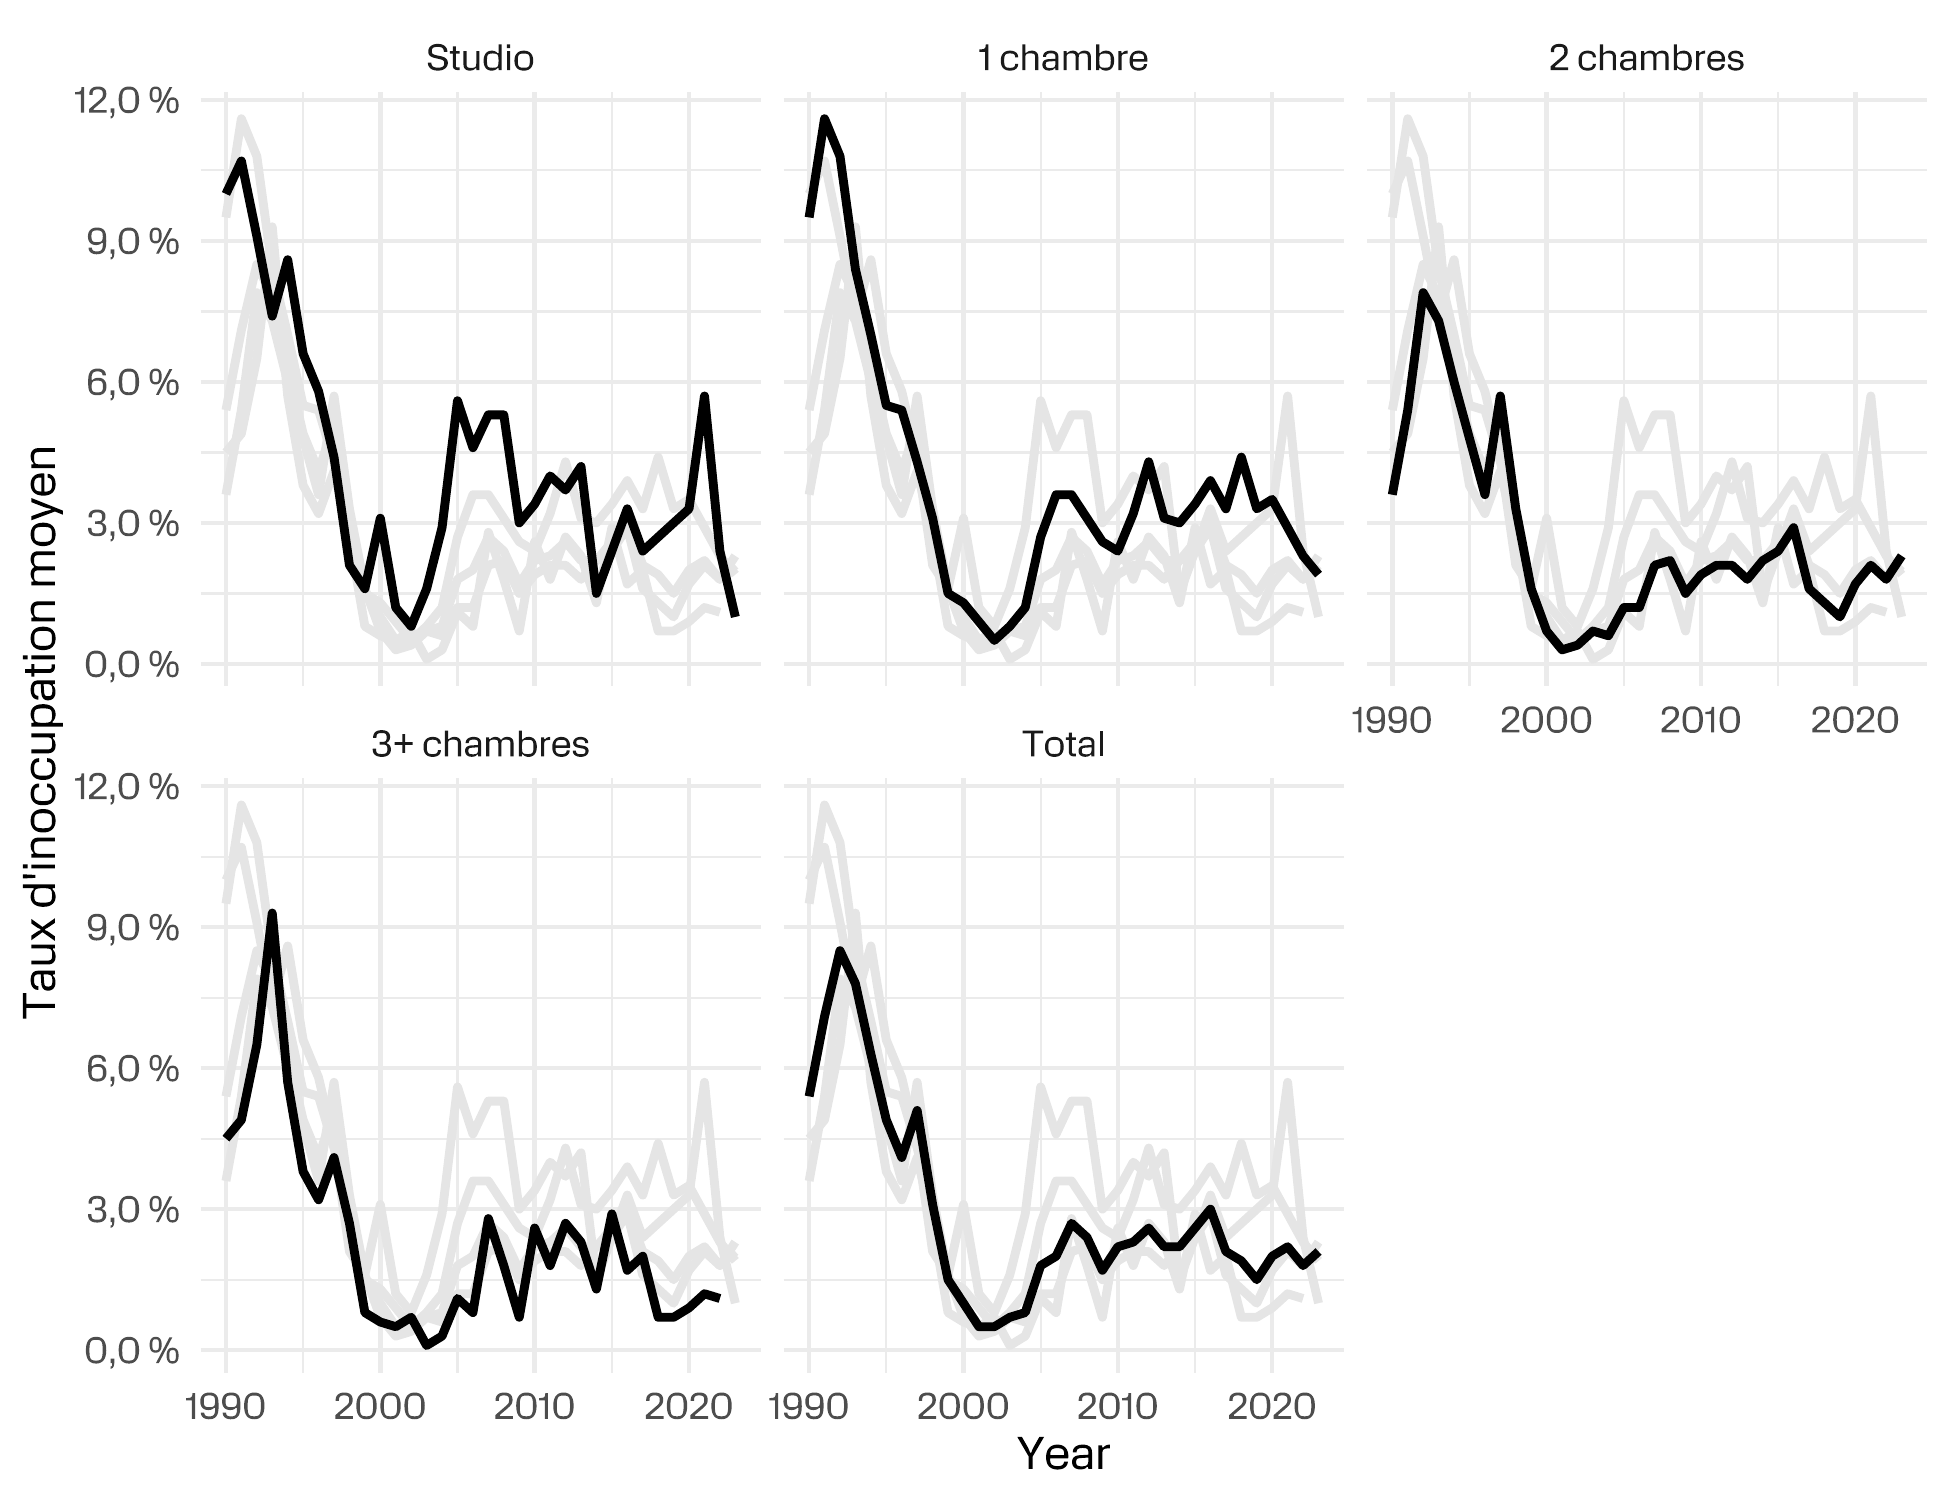 Studio
1 chambre
2 chambres
12,0 %
9,0 %
6,0 %
3,0 %
0,0 %
1990 2000 2010 2020
3+ chambres
Total
12,0 %
9,0 %
6,0 %
3,0 %
0,0 %
1990 2000 2010 2020
1990 2000 2010 2020
Year
Taux d'inoccupation moyen